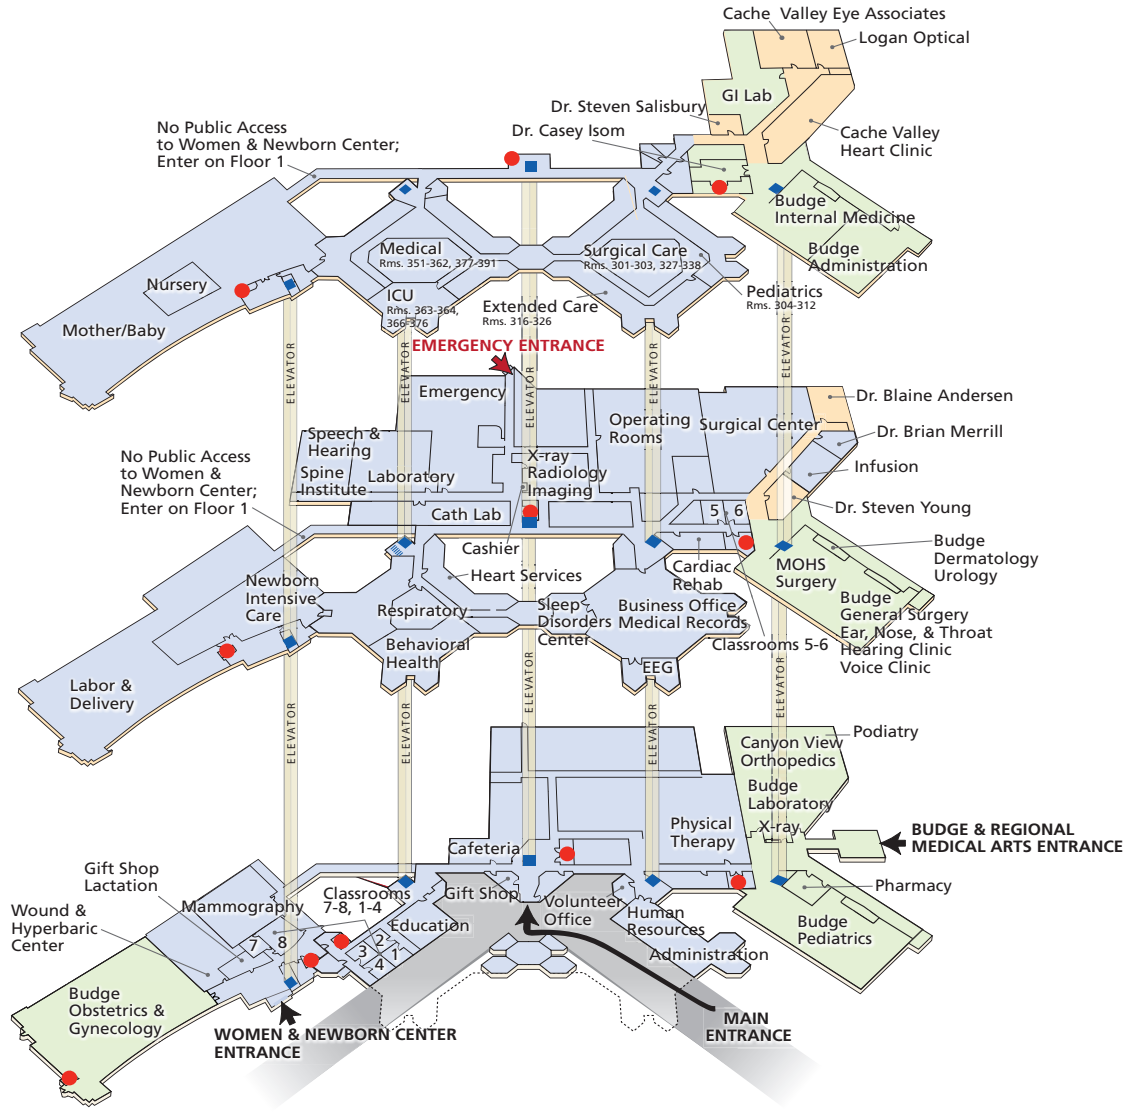 Cache Valley Eye Associates
Logan Optical
GI Lab
Dr. Steven Salisbury
Dr. Casey Isom
Cache Valley
Heart Clinic
No Public Access
to Women & Newborn Center;
Enter on Floor 1
Budge
Internal Medicine
Budge
Administration
Medical
Rms. 351-362, 377-391
Surgical Care
Rms. 301-303, 327-338
Nursery
ICU
Rms. 363-364,
366-376
Extended Care
Rms. 316-326
Pediatrics
Rms. 304-312
Mother/Baby
EMERGENCY ENTRANCE
ELEVATOR
ELEVATOR
ELEVATOR
ELEVATOR
ELEVATOR
Emergency
Dr. Blaine Andersen
Operating
Rooms
Surgical Center
Dr. Brian Merrill
Speech &
Hearing
No Public Access
to Women &
Newborn Center;
Enter on Floor 1
Spine
Institute
Laboratory
X-ray
Radiology
Imaging
Infusion
Dr. Steven Young
Cath Lab
5
6
Cashier
Budge
Dermatology
Urology
Heart Services
Cardiac
Rehab
MOHS
Surgery
Newborn
Intensive
Care
Respiratory
Sleep
Disorders
Center
Business Office
Medical Records
Budge
General Surgery
Ear, Nose, & Throat
Hearing Clinic
Voice Clinic
Classrooms 5-6
Behavioral
Health
EEG
Labor &
Delivery
ELEVATOR
ELEVATOR
ELEVATOR
ELEVATOR
ELEVATOR
Podiatry
Canyon View
Orthopedics
Budge
Laboratory
X-ray
Physical
Therapy
BUDGE & REGIONAL
MEDICAL ARTS ENTRANCE
Cafeteria
Gift Shop
Lactation
Pharmacy
Classrooms
7-8, 1-4
Gift Shop
Volunteer
Office
Mammography
Wound &
Hyperbaric
Center
Education
Human
Resources
Budge
Pediatrics
7
8
2
3
1
4
Administration
Budge
Obstetrics &
Gynecology
WOMEN & NEWBORN CENTER
ENTRANCE
MAIN
ENTRANCE